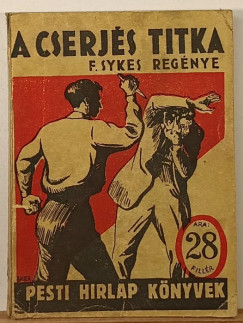 A CSERJÉS TITKA
F. SYKES REGÉNYE
ÁRA:
28
FILLÉR
PESTI HIRLAP KÖNYVEK